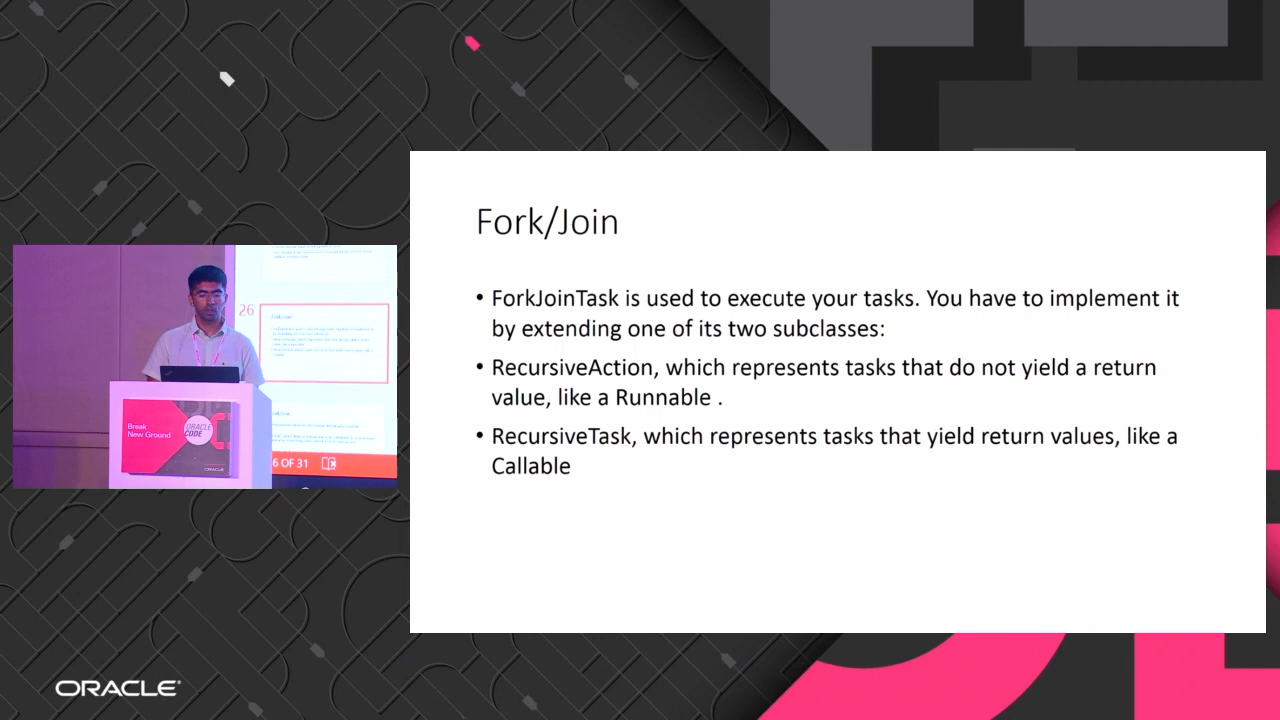 Fork/Join
• ForkJoinTask is used to execute your tasks. You have to implement it
by extending one of its two subclasses:
• RecursiveAction, which represents tasks that do not yield a return
value, like a Runnable .
• RecursiveTask, which represents tasks that yield return values, like a
Callable
26
Break
New Ground
ORACLE
CODE
ORACLE
6 OF 31
ORACLE